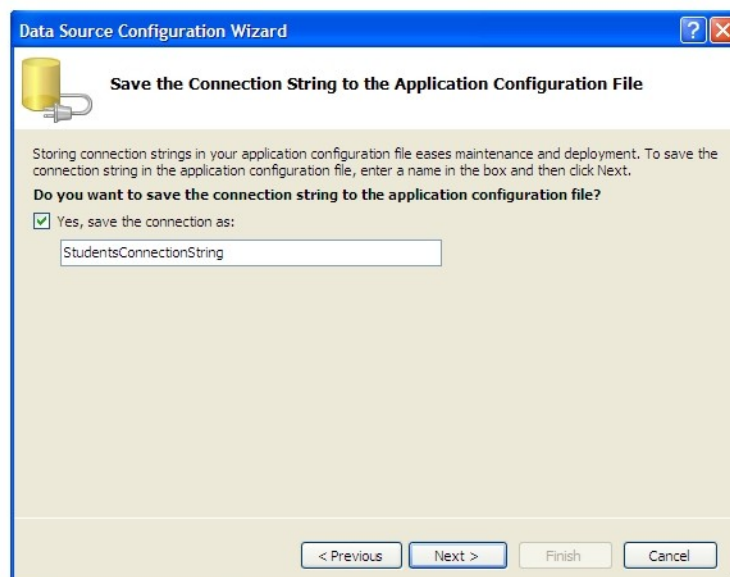 Data Source Configuration Wizard
Save the Connection String to the Application Configuration File
Storing connection strings in your application configuration file eases maintenance and deployment. To save the
connection string in the application configuration file, enter a name in the box and then click Next.
Do you want to save the connection string to the application configuration file?
Yes, save the connection as:
StudentsConnectionString
< Previous Next > Finish Cancel